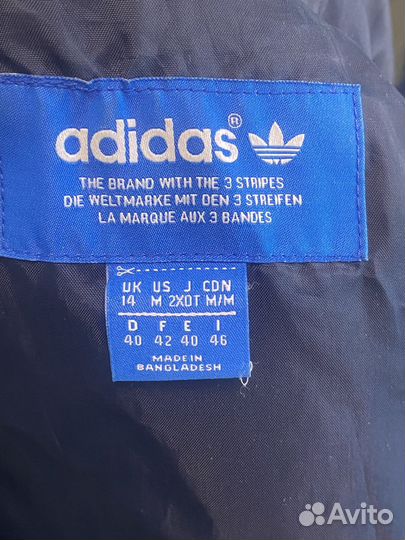 adidas®
THE BRAND WITH THE 3 STRIPES
DIE WELTMARKE MIT DEN 3 STREIFEN
LA MARQUE AUX 3 BANDES
UK US J CDN
14 M 2XOT M/M
D F E I
40 42 40 46
MADE IN
BANGLADESH
Avito